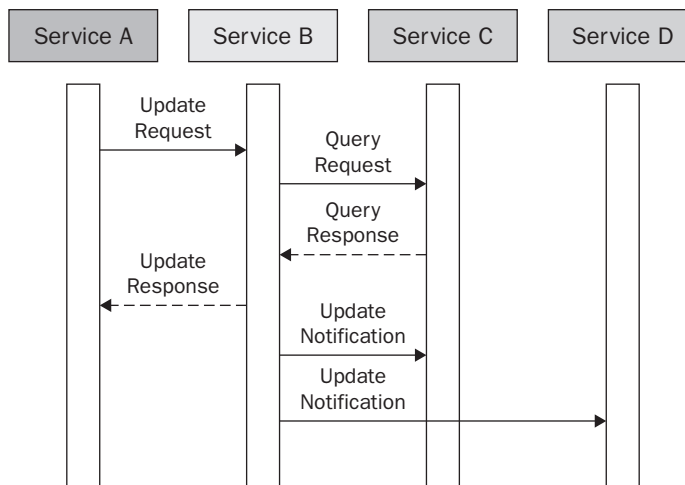 Service A
Service B
Service C
Service D
Update
Request
Query
Request
Query
Response
Update
Response
Update
Notification
Update
Notification